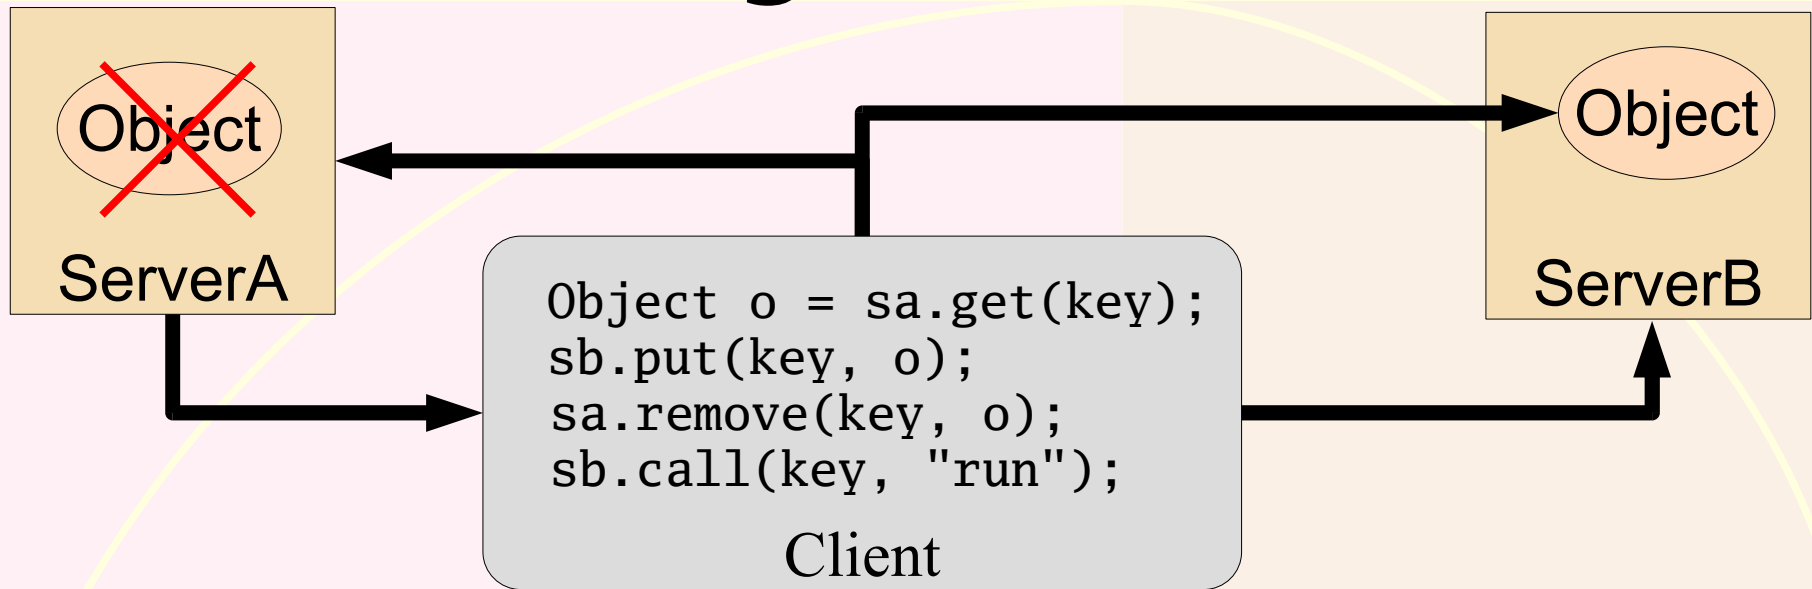 Object
ServerA
Object
ServerB
Object o = sa.get(key);
sb.put(key, o);
sa.remove(key, o);
sb.call(key, "run");
Client